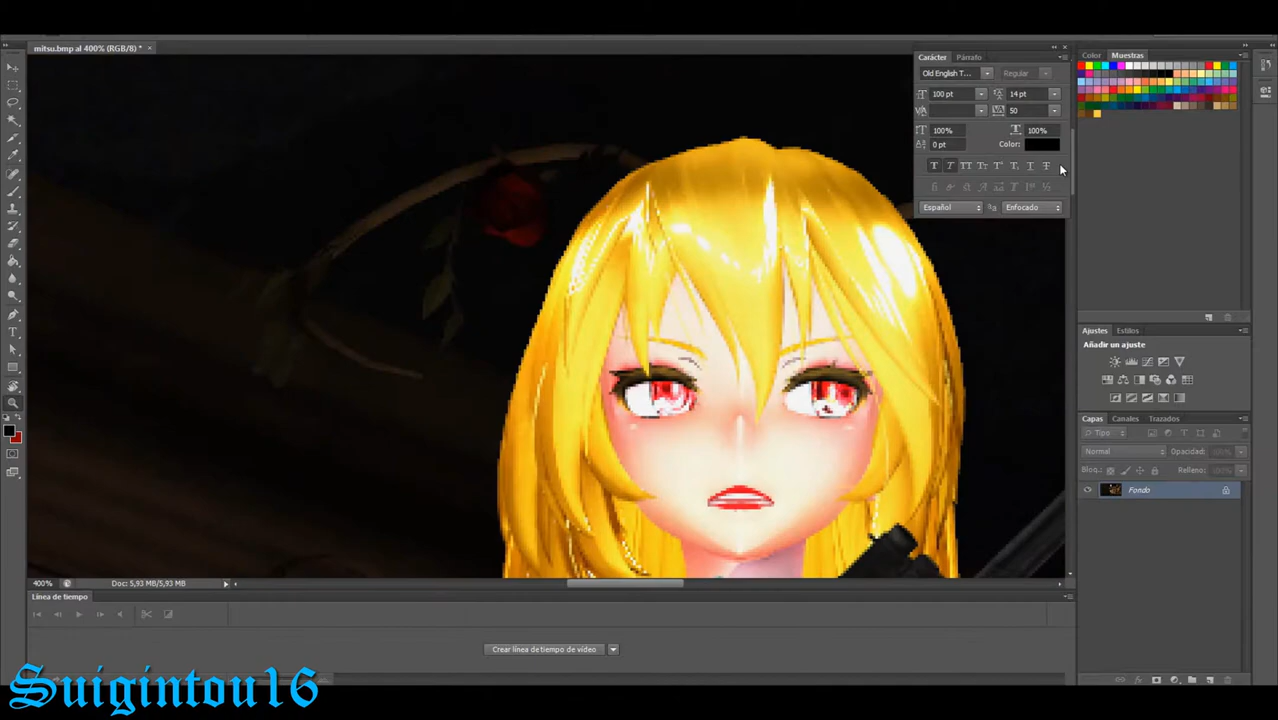 mitsu.bmp al 400% (RGB/8) *
Carácter
Párrafo
Color
Muestras
Old English T...
Regular
100 pt
14 pt
50
100%
100%
0 pt
Color:
Español
Enfocado
Ajustes
Estilos
Añadir un ajuste
Capas
Canales
Trazados
Tipo
Normal
Opacidad:
100%
Bloq.:
Relleno:
100%
Fondo
400%
Doc: 5,93 MB/5,93 MB
Línea de tiempo
Crear línea de tiempo de vídeo
Suigintou16